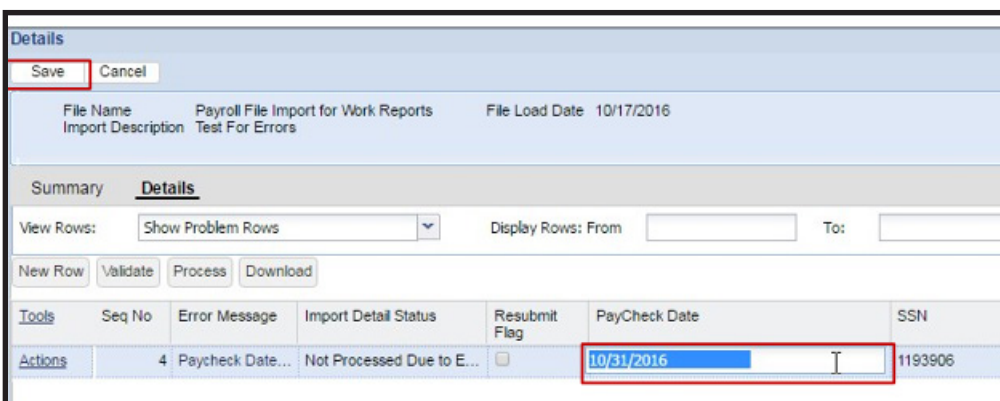 Details
Save Cancel
File Name Payroll File Import for Work Reports File Load Date 10/17/2016
Import Description Test For Errors
Summary Details
View Rows: Show Problem Rows Display Rows: From To:
New Row Validate Process Download
Tools Seq No Error Message Import Detail Status Resubmit Flag PayCheck Date SSN
Actions 4 Paycheck Date... Not Processed Due to E... 10/31/2016 1193906